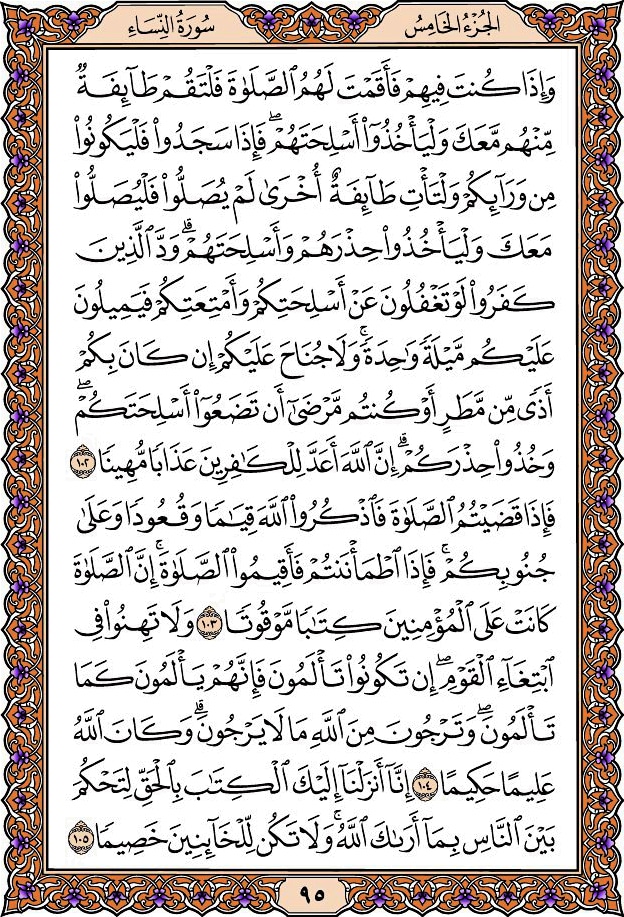 الجُزْءُ الخَامِسُ
سُورَةُ النِّسَاءِ
وَإِذَا كُنتَ فِيهِمْ فَأَقَمْتَ لَهُمُ ٱلصَّلَوٰةَ فَلْتَقُمْ طَآئِفَةٌ
مِّنْهُم مَّعَكَ وَلْيَأْخُذُوٓا۟ أَسْلِحَتَهُمْۖ فَإِذَا سَجَدُوا۟ فَلْيَكُونُوا۟
مِن وَرَآئِكُمْ وَلْتَأْتِ طَآئِفَةٌ أُخْرَىٰ لَمْ يُصَلُّوا۟ فَلْيُصَلُّوا۟
مَعَكَ وَلْيَأْخُذُوا۟ حِذْرَهُمْ وَأَسْلِحَتَهُمْۗ وَدَّ ٱلَّذِينَ
كَفَرُوا۟ لَوْ تَغْفُلُونَ عَنْ أَسْلِحَتِكُمْ وَأَمْتِعَتِكُمْ فَيَمِيلُونَ
عَلَيْكُم مَّيْلَةً وَٰحِدَةًۚ وَلَا جُنَاحَ عَلَيْكُمْ إِن كَانَ بِكُمْ
أَذًى مِّن مَّطَرٍ أَوْ كُنتُم مَّرْضَىٰٓ أَن تَضَعُوٓا۟ أَسْلِحَتَكُمْۖ
وَخُذُوا۟ حِذْرَكُمْۗ إِنَّ ٱللَّهَ أَعَدَّ لِلْكَـٰفِرِينَ عَذَابًا مُّهِينًا ١٠٢
فَإِذَا قَضَيْتُمُ ٱلصَّلَوٰةَ فَٱذْكُرُوا۟ ٱللَّهَ قِيَـٰمًا وَقُعُودًا وَعَلَىٰ
جُنُوبِكُمْۚ فَإِذَا ٱطْمَأْنَنتُمْ فَأَقِيمُوا۟ ٱلصَّلَوٰةَۚ إِنَّ ٱلصَّلَوٰةَ
كَانَتْ عَلَى ٱلْمُؤْمِنِينَ كِتَـٰبًا مَّوْقُوتًا ١٠٣ وَلَا تَهِنُوا۟ فِى
ٱبْتِغَآءِ ٱلْقَوْمِۖ إِن تَكُونُوا۟ تَأْلَمُونَ فَإِنَّهُمْ يَأْلَمُونَ كَمَا
تَأْلَمُونَۖ وَتَرْجُونَ مِنَ ٱللَّهِ مَا لَا يَرْجُونَۗ وَكَانَ ٱللَّهُ
عَلِيمًا حَكِيمًا ١٠٤ إِنَّآ أَنزَلْنَآ إِلَيْكَ ٱلْكِتَـٰبَ بِٱلْحَقِّ لِتَحْكُمَ
بَيْنَ ٱلنَّاسِ بِمَآ أَرَىٰكَ ٱللَّهُۚ وَلَا تَكُن لِّلْخَآئِنِينَ خَصِيمًا ١٠٥
٩٥